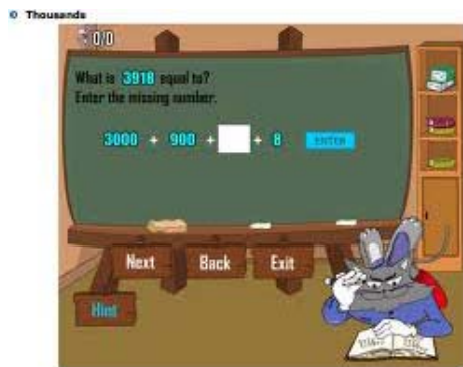 Thousands
0/0
What is 3918 equal to?
Enter the missing number.
3000 + 900 + + 8 ENTER
Next Back Exit
Hint